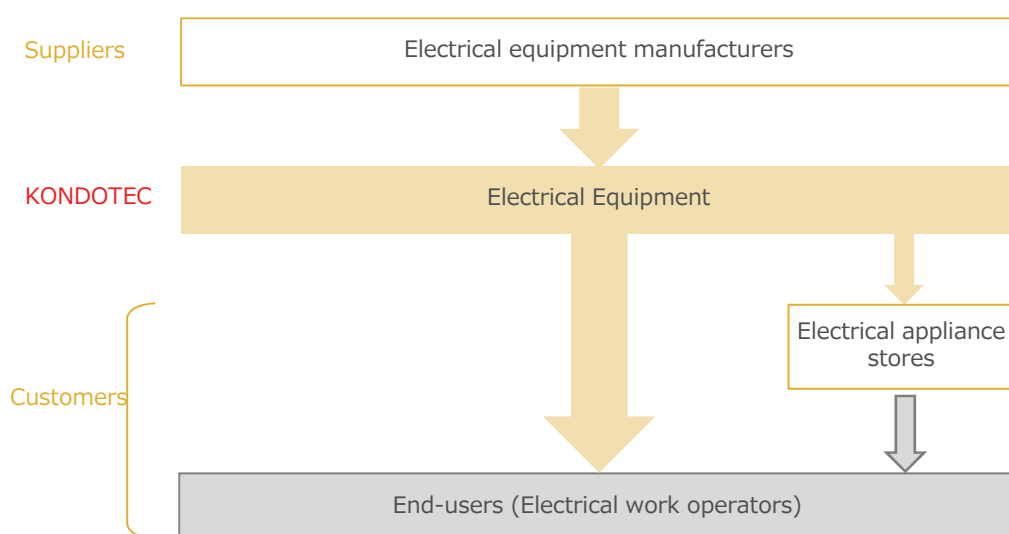 Suppliers
Electrical equipment manufacturers
KONDOTEC
Electrical Equipment
Electrical appliance
stores
Customers
End-users (Electrical work operators)